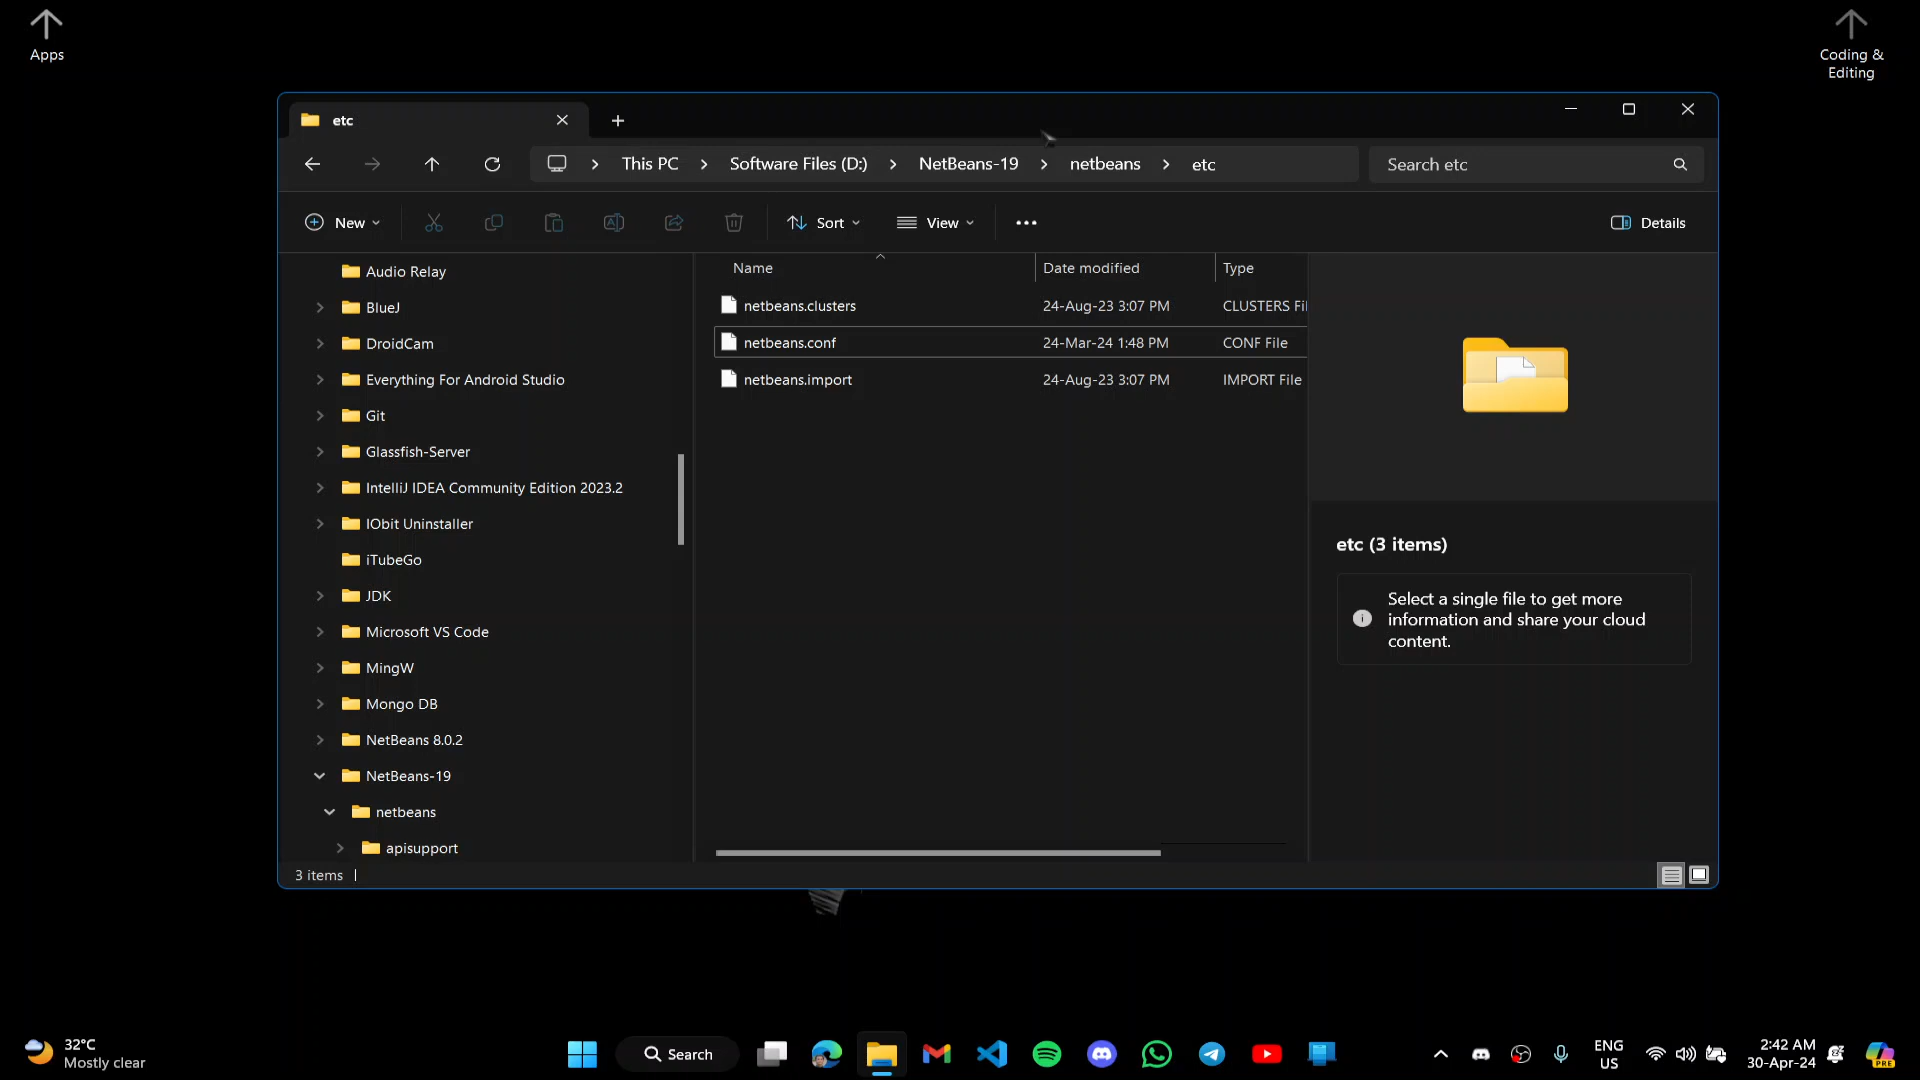 Apps
Coding &
Editing
etc
This PC
Software Files (D:)
NetBeans-19
netbeans
etc
Search etc
New
Sort
View
Details
Audio Relay
BlueJ
DroidCam
Everything For Android Studio
Git
Glassfish-Server
IntelliJ IDEA Community Edition 2023.2
IObit Uninstaller
iTubeGo
JDK
Microsoft VS Code
MingW
Mongo DB
NetBeans 8.0.2
NetBeans-19
netbeans
apisupport
Name Date modified Type
netbeans.clusters 24-Aug-23 3:07 PM CLUSTERS Fil
netbeans.conf 24-Mar-24 1:48 PM CONF File
netbeans.import 24-Aug-23 3:07 PM IMPORT File
etc (3 items)
Select a single file to get more
information and share your cloud
content.
3 items
32°C
Mostly clear
Search
ENG
US
2:42 AM
30-Apr-24
PRE